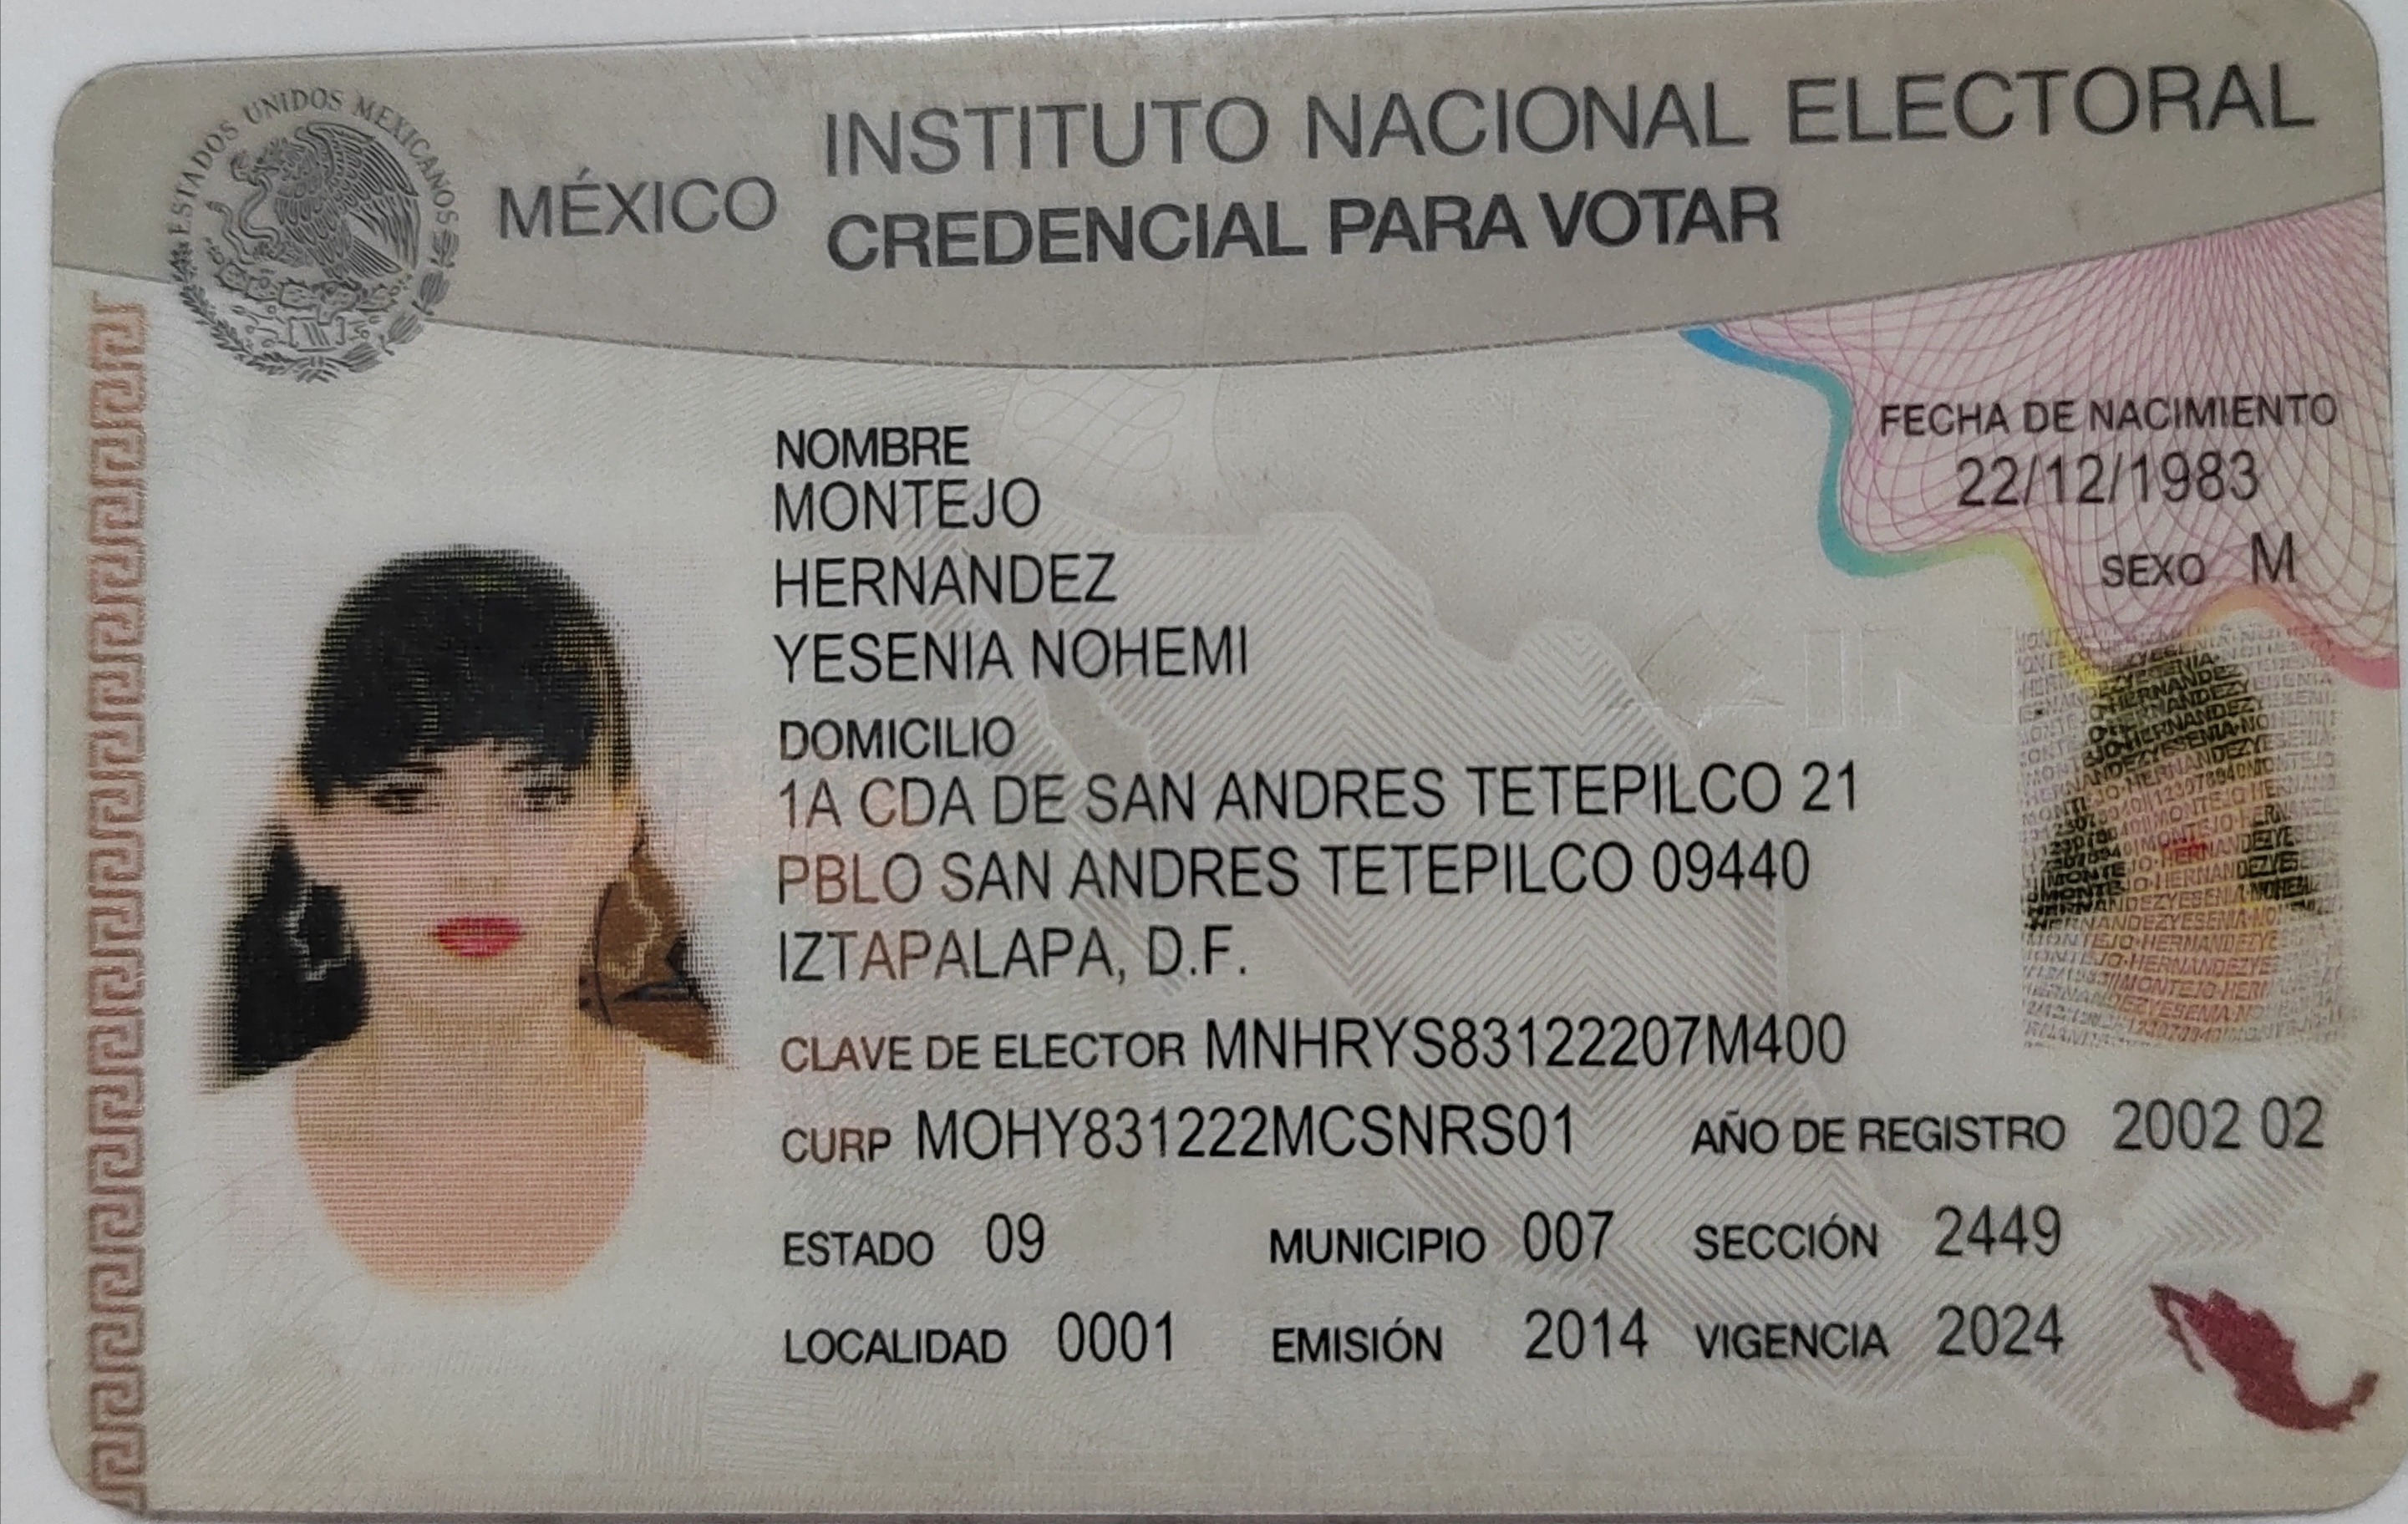 ESTADOS UNIDOS MEXICANOS
MÉXICO
INSTITUTO NACIONAL ELECTORAL
CREDENCIAL PARA VOTAR
NOMBRE
MONTEJO
HERNANDEZ
YESENIA NOHEMI
FECHA DE NACIMIENTO
22/12/1983
SEXO M
DOMICILIO
1A CDA DE SAN ANDRES TETEPILCO 21
PBLO SAN ANDRES TETEPILCO 09440
IZTAPALAPA, D.F.
CLAVE DE ELECTOR MNHRYS83122207M400
CURP MOHY831222MCSNRS01 AÑO DE REGISTRO 2002 02
ESTADO 09 MUNICIPIO 007 SECCIÓN 2449
LOCALIDAD 0001 EMISIÓN 2014 VIGENCIA 2024